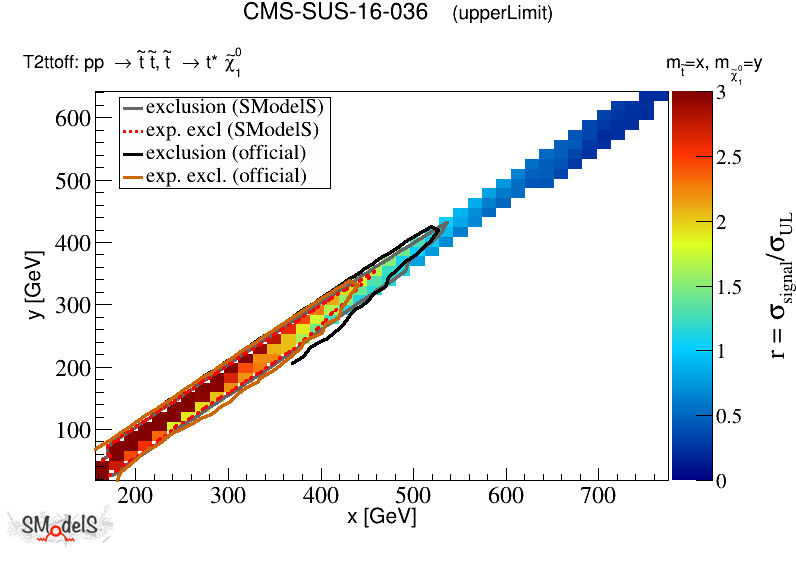 CMS-SUS-16-036 (upperLimit)
T2ttoff: pp → t̃ t̃, t̃ → t* χ̃⁰₁
m_t̃=x, m_χ̃⁰₁=y
exclusion (SModelS)
exp. excl (SModelS)
exclusion (official)
exp. excl. (official)
600
500
400
300
200
100
y [GeV]
200 300 400 500 600 700
x [GeV]
3
2.5
2
1.5
1
0.5
0
r = σ_signal/σ_UL
SModelS